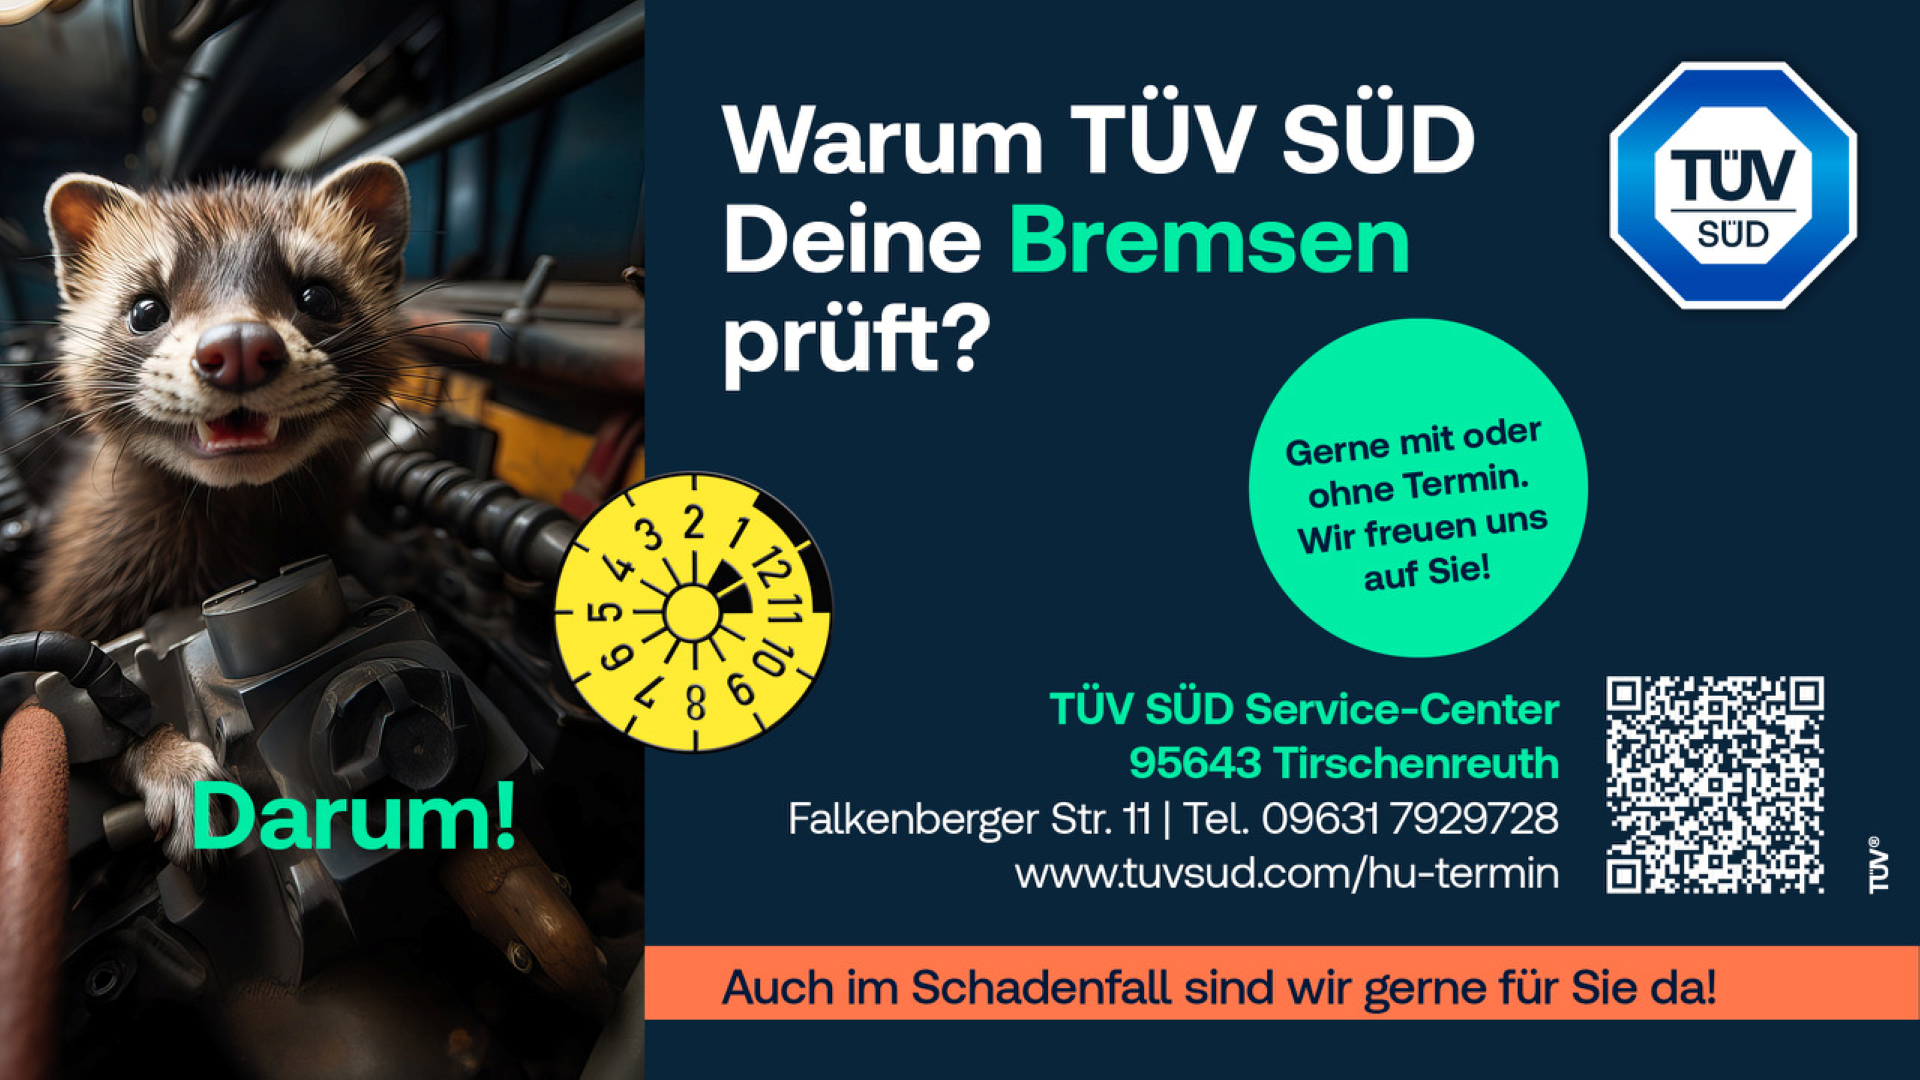 Warum TÜV SÜD
Deine Bremsen
prüft?
TÜV
SÜD
Gerne mit oder
ohne Termin.
Wir freuen uns
auf Sie!
2
1
12
11
10
9
8
7
6
5
4
3
Darum!
TÜV SÜD Service-Center
95643 Tirschenreuth
Falkenberger Str. 11 | Tel. 09631 7929728
www.tuvsud.com/hu-termin
TÜV®
Auch im Schadenfall sind wir gerne für Sie da!